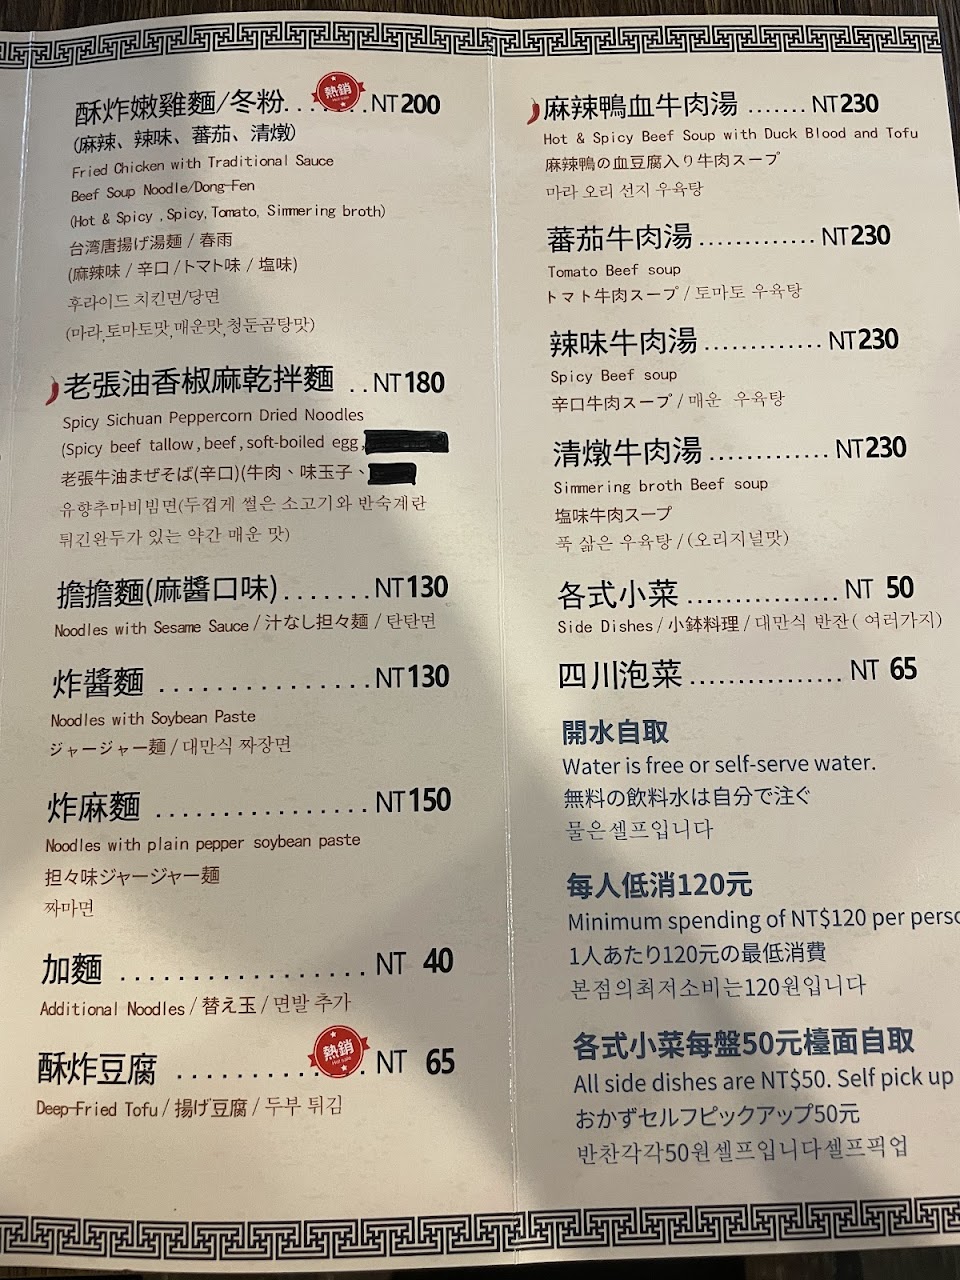 酥炸嫩雞麵/冬粉....NT200
熱銷
(麻辣、辣味、蕃茄、清燉)
Fried Chicken with Traditional Sauce
Beef Soup Noodle/Dong-Fen
(Hot & Spicy ,Spicy,Tomato, Simmering broth)
台湾唐揚げ湯麺 / 春雨
(麻辣味 / 辛口 /トマト味 / 塩味)
후라이드 치킨면/당면
(마라,토마토맛,매운맛,청둔곰탕맛)
老張油香椒麻乾拌麵 ..NT180
Spicy Sichuan Peppercorn Dried Noodles
(Spicy beef tallow,beef,soft-boiled egg,
老張牛油まぜそば(辛口)(牛肉、味玉子、
유향추마비빔면(두껍게 썰은 소고기와 반숙계란
튀긴완두가 있는 약간 매운 맛)
擔擔麵(麻醬口味).......NT130
Noodles with Sesame Sauce / 汁なし担々麺 / 탄탄면
炸醬麵 ...............NT130
Noodles with Soybean Paste
ジャージャー麺 / 대만식 짜장면
炸麻麵 ...............NT150
Noodles with plain pepper soybean paste
担々味ジャージャー麺
짜마면
加麵 ................. NT 40
Additional Noodles / 替え玉 / 면발 추가
熱銷
酥炸豆腐 ............. NT 65
Deep-Fried Tofu / 揚げ豆腐 / 두부 튀김
麻辣鴨血牛肉湯 .......NT230
Hot & Spicy Beef Soup with Duck Blood and Tofu
麻辣鴨の血豆腐入り牛肉スープ
마라 오리 선지 우육탕
蕃茄牛肉湯 .............NT230
Tomato Beef soup
トマト牛肉スープ / 토마토 우육탕
辣味牛肉湯 .............NT230
Spicy Beef soup
辛口牛肉スープ / 매운 우육탕
清燉牛肉湯 .............NT230
Simmering broth Beef soup
塩味牛肉スープ
푹 삶은 우육탕 / (오리지널맛)
各式小菜 ................ NT 50
Side Dishes / 小鉢料理 / 대만식 반잔( 여러가지)
四川泡菜 ................ NT 65
開水自取
Water is free or self-serve water.
無料の飲料水は自分で注ぐ
물은셀프입니다
每人低消120元
Minimum spending of NT$120 per perso
1人あたり120元の最低消費
본점의최저소비는120원입니다
各式小菜每盤50元檯面自取
All side dishes are NT$50. Self pick up
おかずセルフピックアップ50元
반찬각각50원셀프입니다셀프픽업